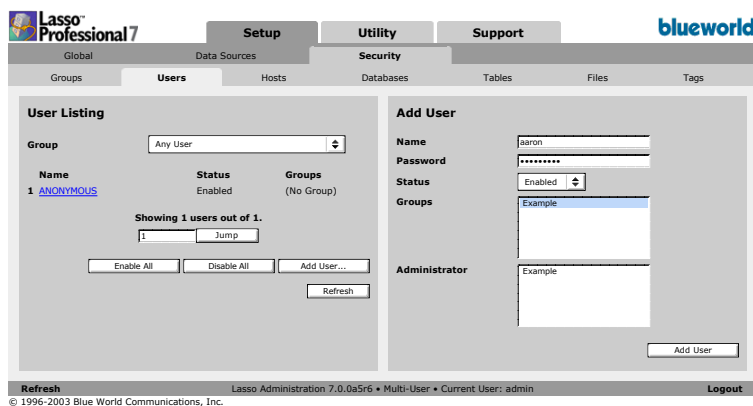 Lasso™
Professional 7
Setup Utility Support
blueworld
Global Data Sources Security
Groups Users Hosts Databases Tables Files Tags
User Listing
Group Any User
Name Status Groups
1 ANONYMOUS Enabled (No Group)
Showing 1 users out of 1.
1 Jump
Enable All Disable All Add User...
Refresh
Add User
Name aaron
Password •••••••••
Status Enabled
Groups Example
Administrator Example
Add User
Refresh Lasso Administration 7.0.0a5r6 • Multi-User • Current User: admin Logout
© 1996-2003 Blue World Communications, Inc.